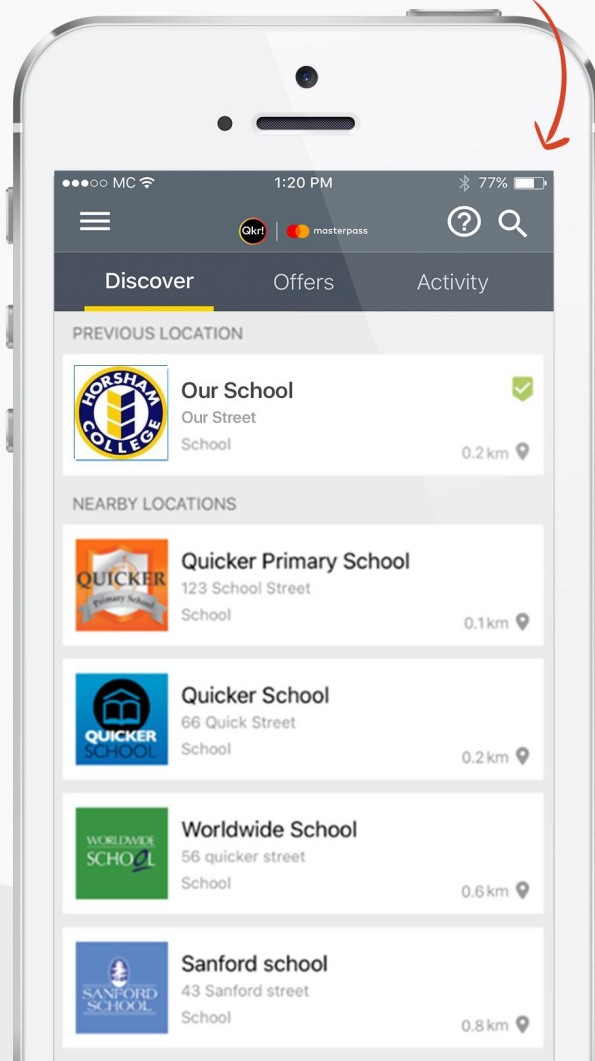 MC 1:20 PM 77%
Qkr! | masterpass
Discover Offers Activity
PREVIOUS LOCATION
HORSHAM COLLEGE
Our School
Our Street
School
0.2 km
NEARBY LOCATIONS
QUICKER
Primary School
Quicker Primary School
123 School Street
School
0.1 km
QUICKER
SCHOOL
Quicker School
66 Quick Street
School
0.2 km
WORLDWIDE
SCHOOL
Worldwide School
56 quicker street
School
0.6 km
SANFORD
SCHOOL
Sanford school
43 Sanford street
School
0.8 km